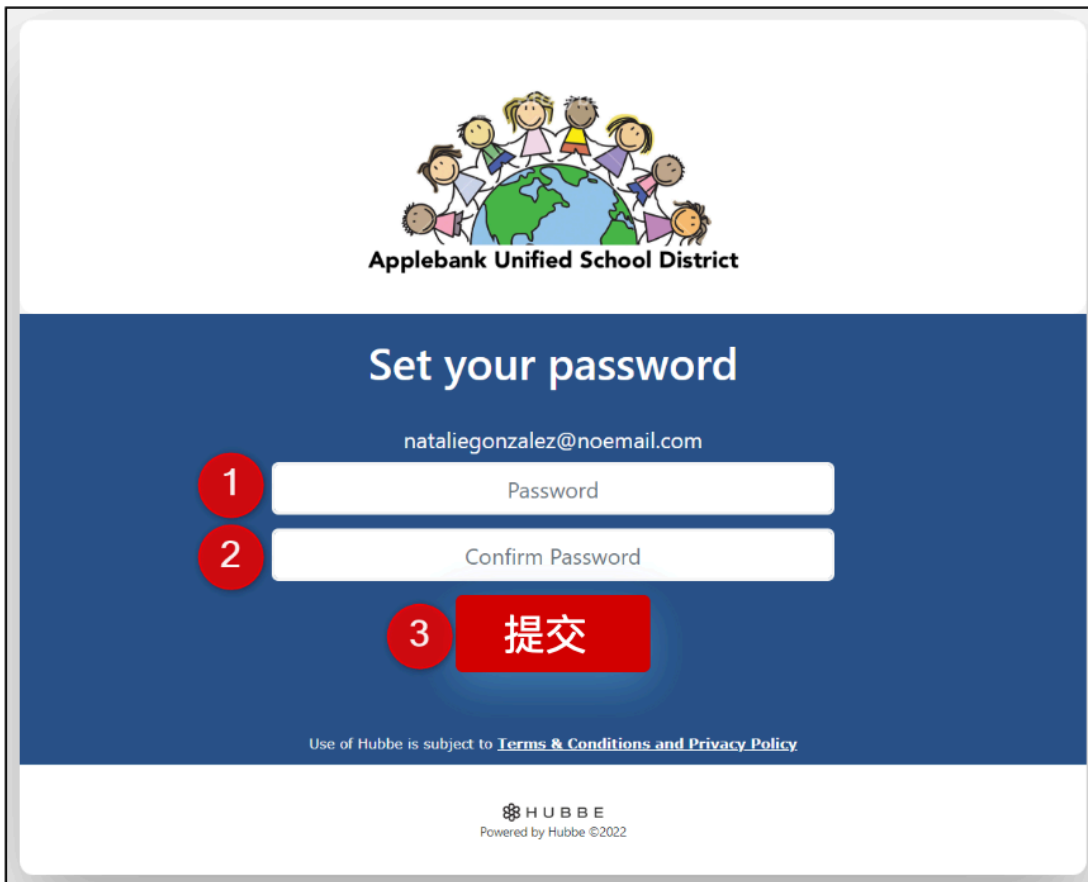 Applebank Unified School District
Set your password
nataliegonzalez@noemail.com
1 Password
2 Confirm Password
3 提交
Use of Hubbe is subject to Terms & Conditions and Privacy Policy
HUBBE
Powered by Hubbe ©2022